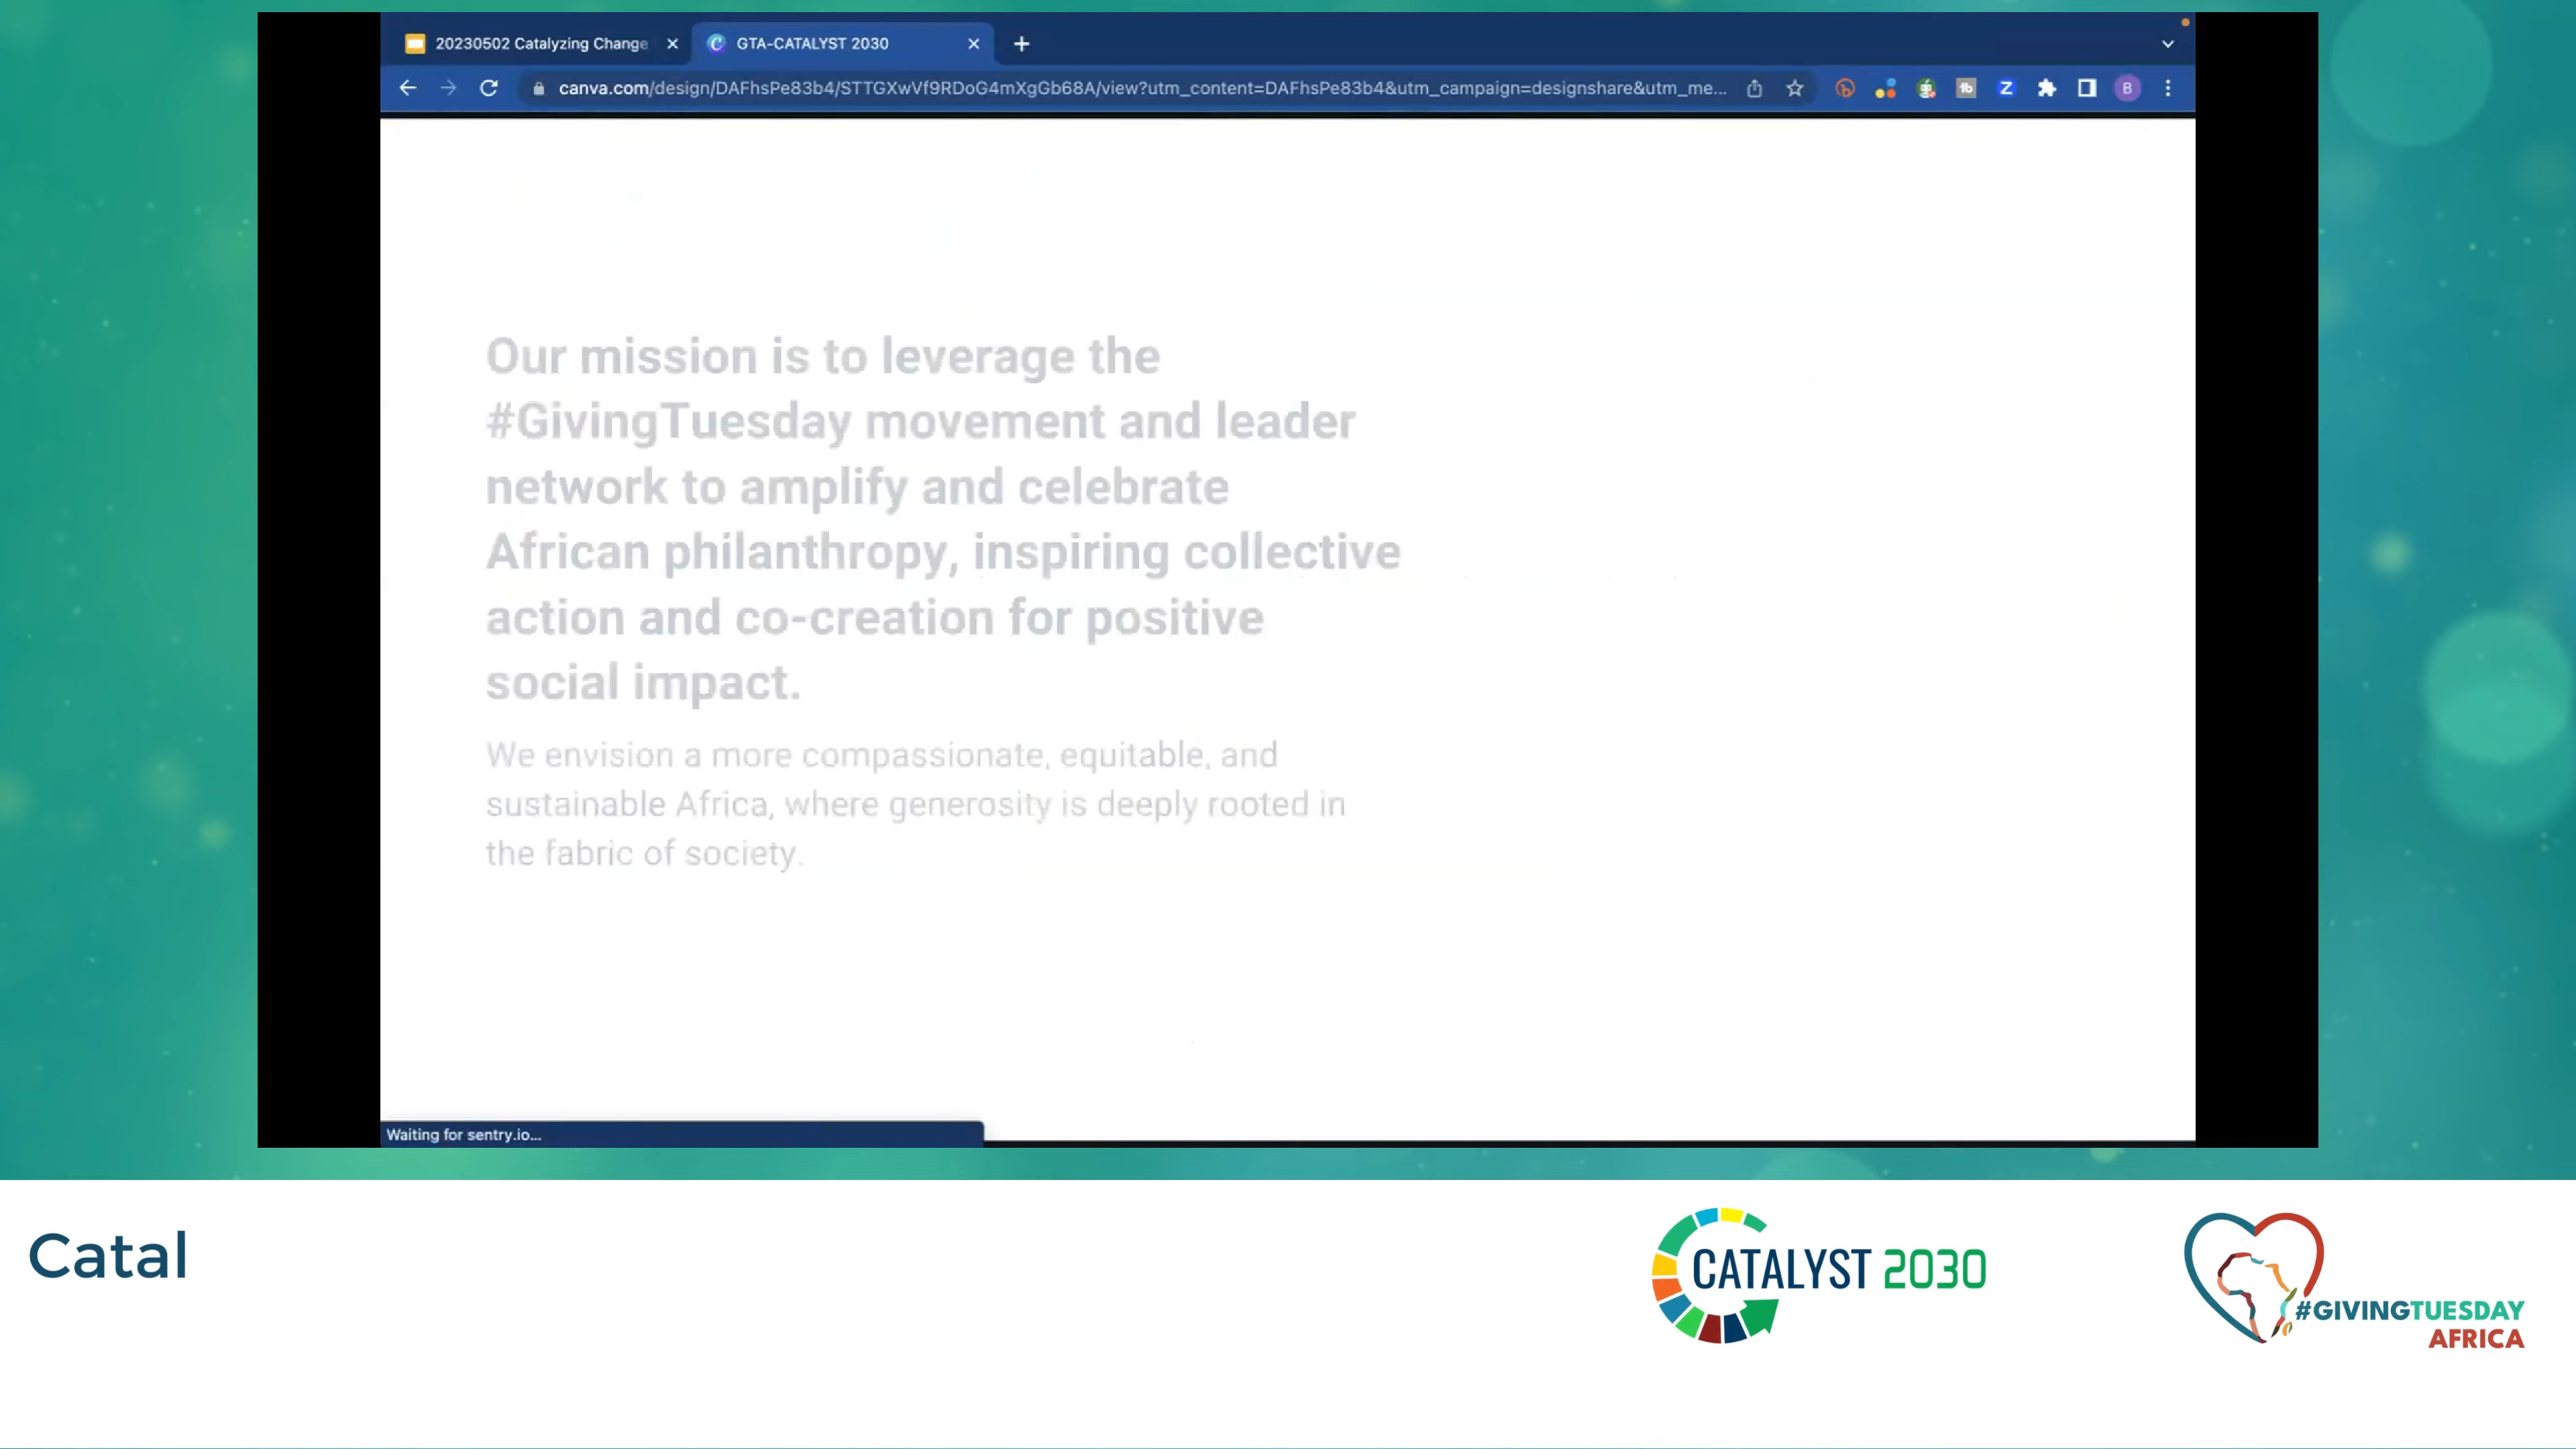 20230502 Catalyzing Change
GTA-CATALYST 2030
canva.com/design/DAFhsPe83b4/STTGXwVf9RDoG4mXgGb68A/view?utm_content=DAFhsPe83b4&utm_campaign=designshare&utm_me...
tb
Z
B
Our mission is to leverage the
#GivingTuesday movement and leader
network to amplify and celebrate
African philanthropy, inspiring collective
action and co-creation for positive
social impact.
We envision a more compassionate, equitable, and
sustainable Africa, where generosity is deeply rooted in
the fabric of society.
Waiting for sentry.io...
Catal
CATALYST 2030
#GIVINGTUESDAY
AFRICA